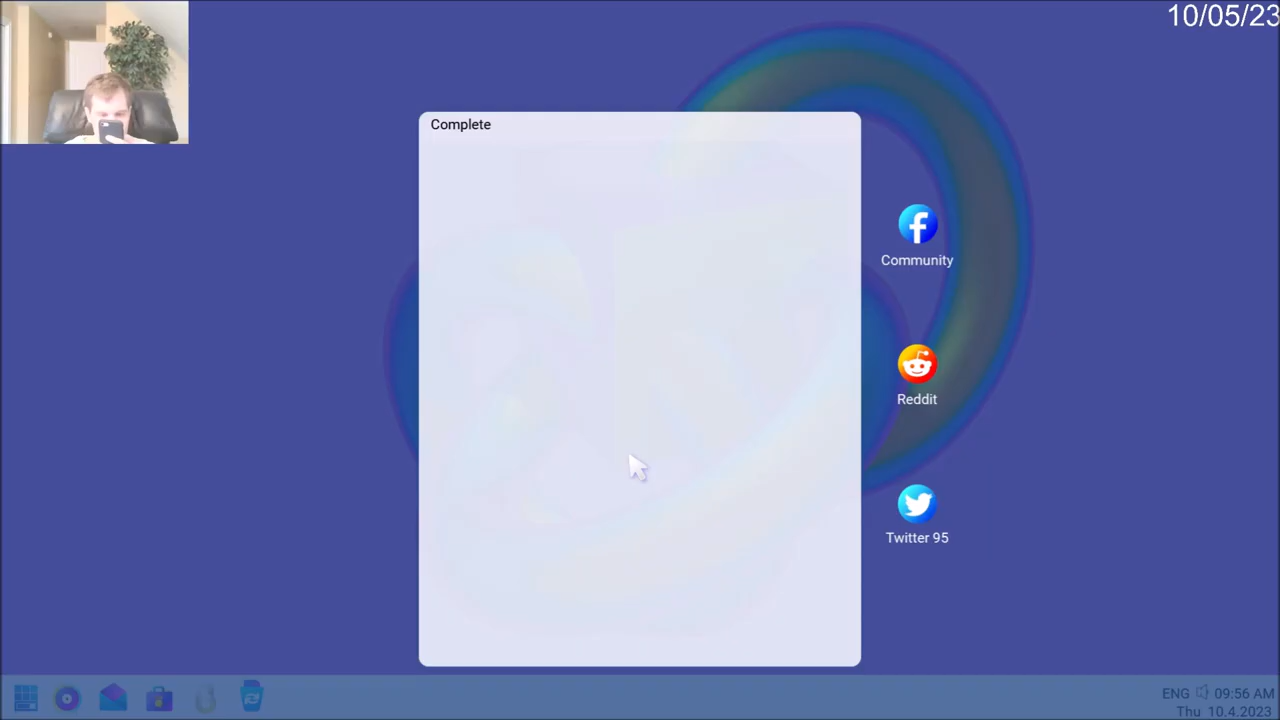 10/05/23
Complete
Community
Reddit
Twitter 95
ENG 09:56 AM
Thu 10.4.2023